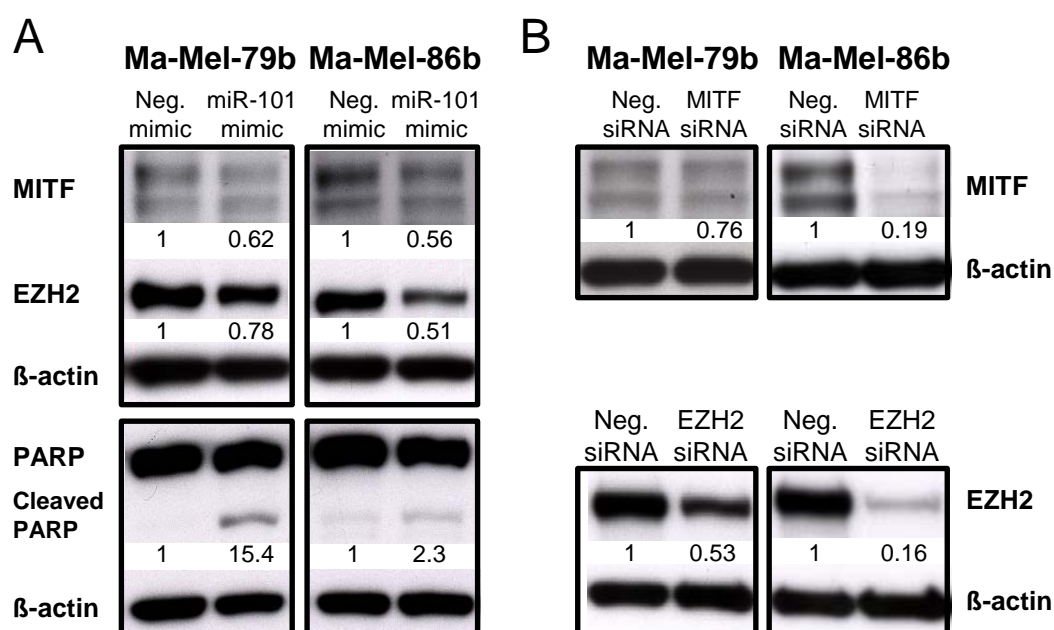 A
Ma-Mel-79b Ma-Mel-86b
Neg. miR-101 Neg. miR-101
mimic mimic mimic mimic
MITF
1 0.62 1 0.56
EZH2
1 0.78 1 0.51
ß-actin
PARP
Cleaved
PARP
1 15.4 1 2.3
ß-actin
B
Ma-Mel-79b Ma-Mel-86b
Neg. MITF Neg. MITF
siRNA siRNA siRNA siRNA
MITF
1 0.76 1 0.19
ß-actin
Neg. EZH2 Neg. EZH2
siRNA siRNA siRNA siRNA
EZH2
1 0.53 1 0.16
ß-actin